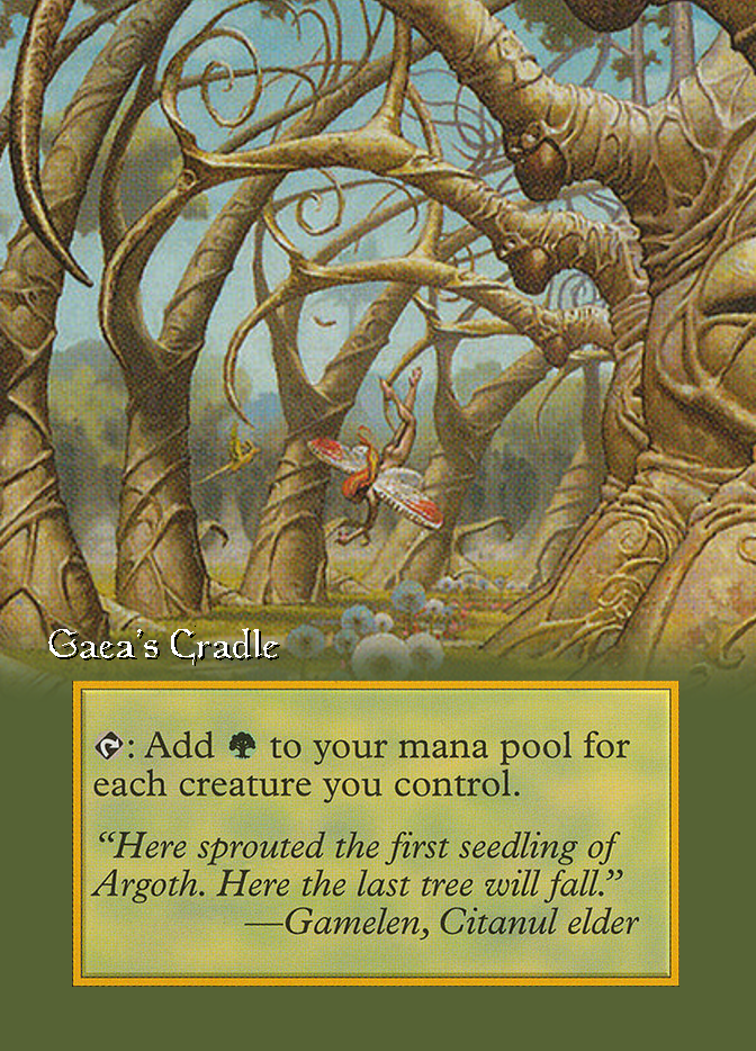 Gaea's Cradle
: Add to your mana pool for
each creature you control.
“Here sprouted the first seedling of
Argoth. Here the last tree will fall.”
—Gamelen, Citanul elder